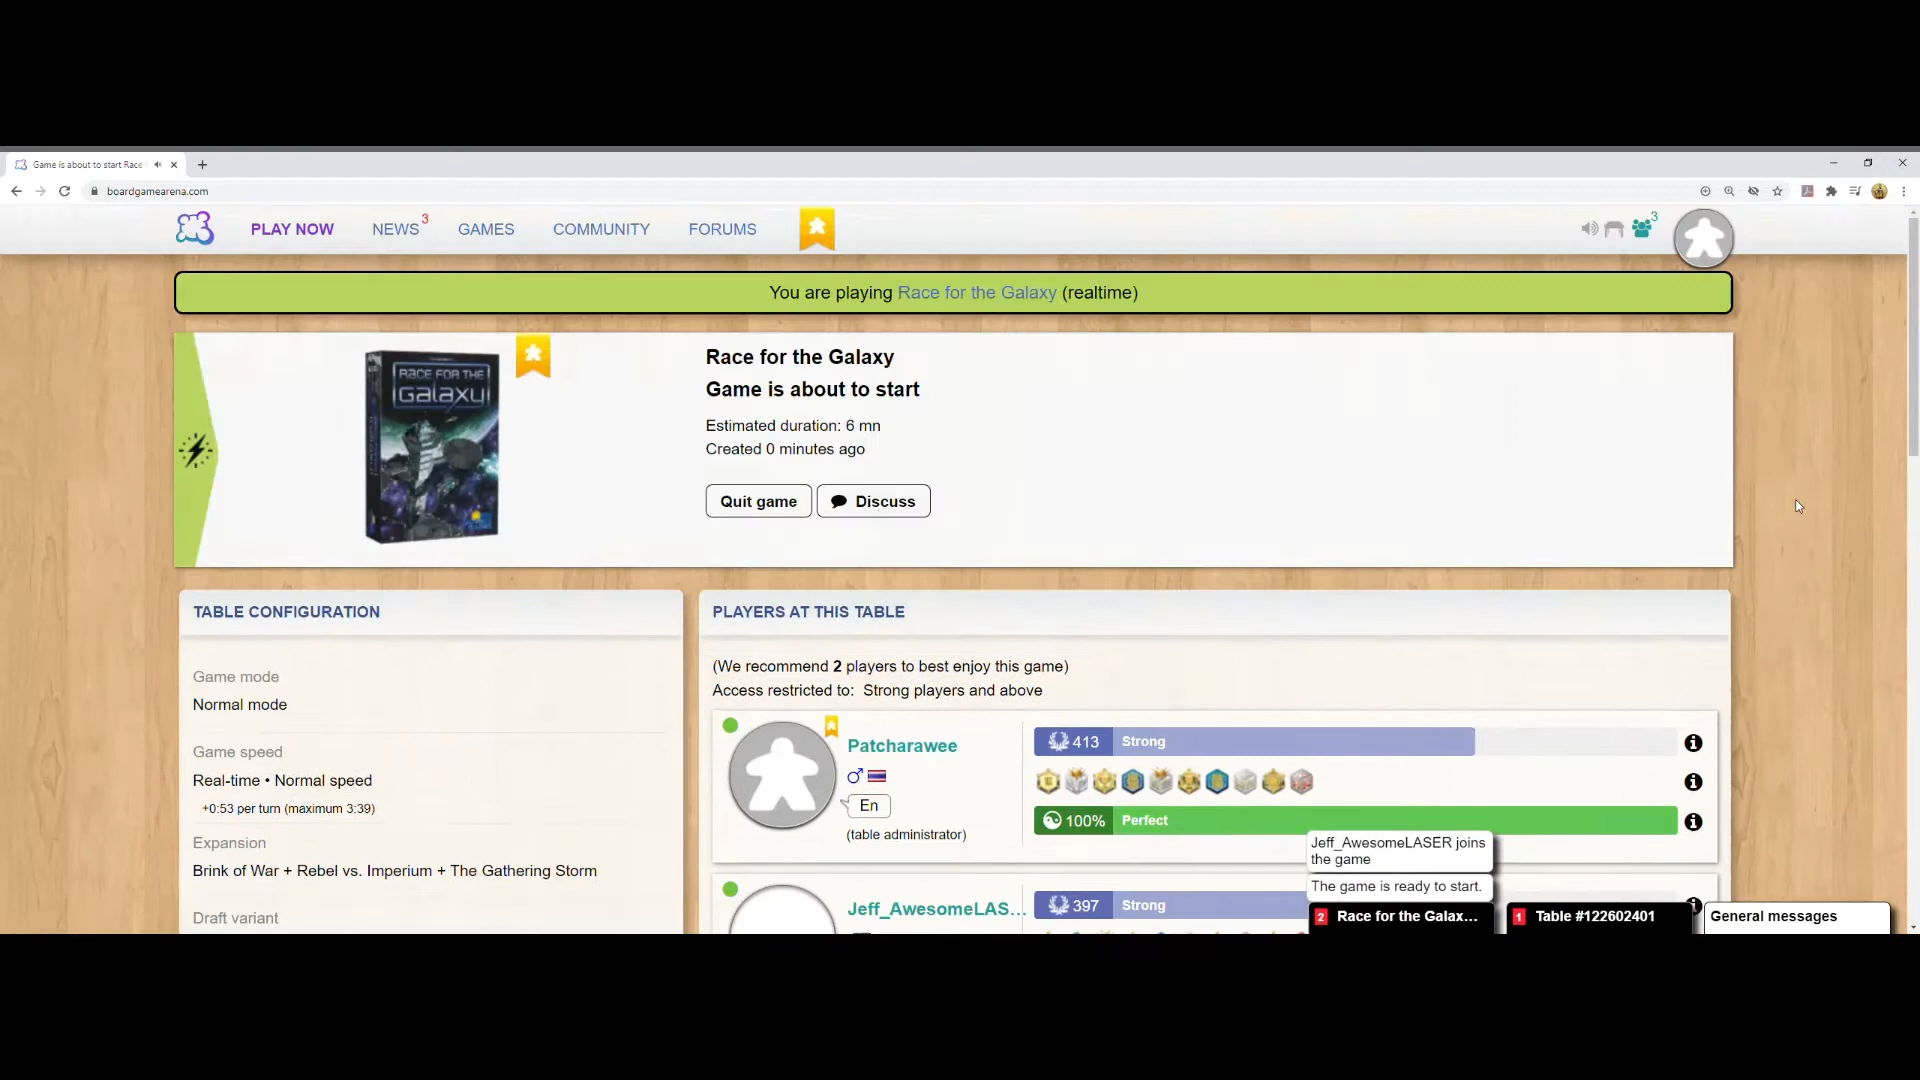 Game is about to start Race
boardgamearena.com
PLAY NOW
NEWS 3
GAMES
COMMUNITY
FORUMS
3
You are playing Race for the Galaxy (realtime)
RACE FOR THE
GALAXY
Race for the Galaxy
Game is about to start
Estimated duration: 6 mn
Created 0 minutes ago
Quit game
Discuss
TABLE CONFIGURATION
Game mode
Normal mode
Game speed
Real-time • Normal speed
+0:53 per turn (maximum 3:39)
Expansion
Brink of War + Rebel vs. Imperium + The Gathering Storm
Draft variant
PLAYERS AT THIS TABLE
(We recommend 2 players to best enjoy this game)
Access restricted to: Strong players and above
Patcharawee
En
(table administrator)
413 Strong
100% Perfect
Jeff_AwesomeLAS...
397 Strong
Jeff_AwesomeLASER joins
the game
The game is ready to start.
2 Race for the Galax...
1 Table #122602401
General messages